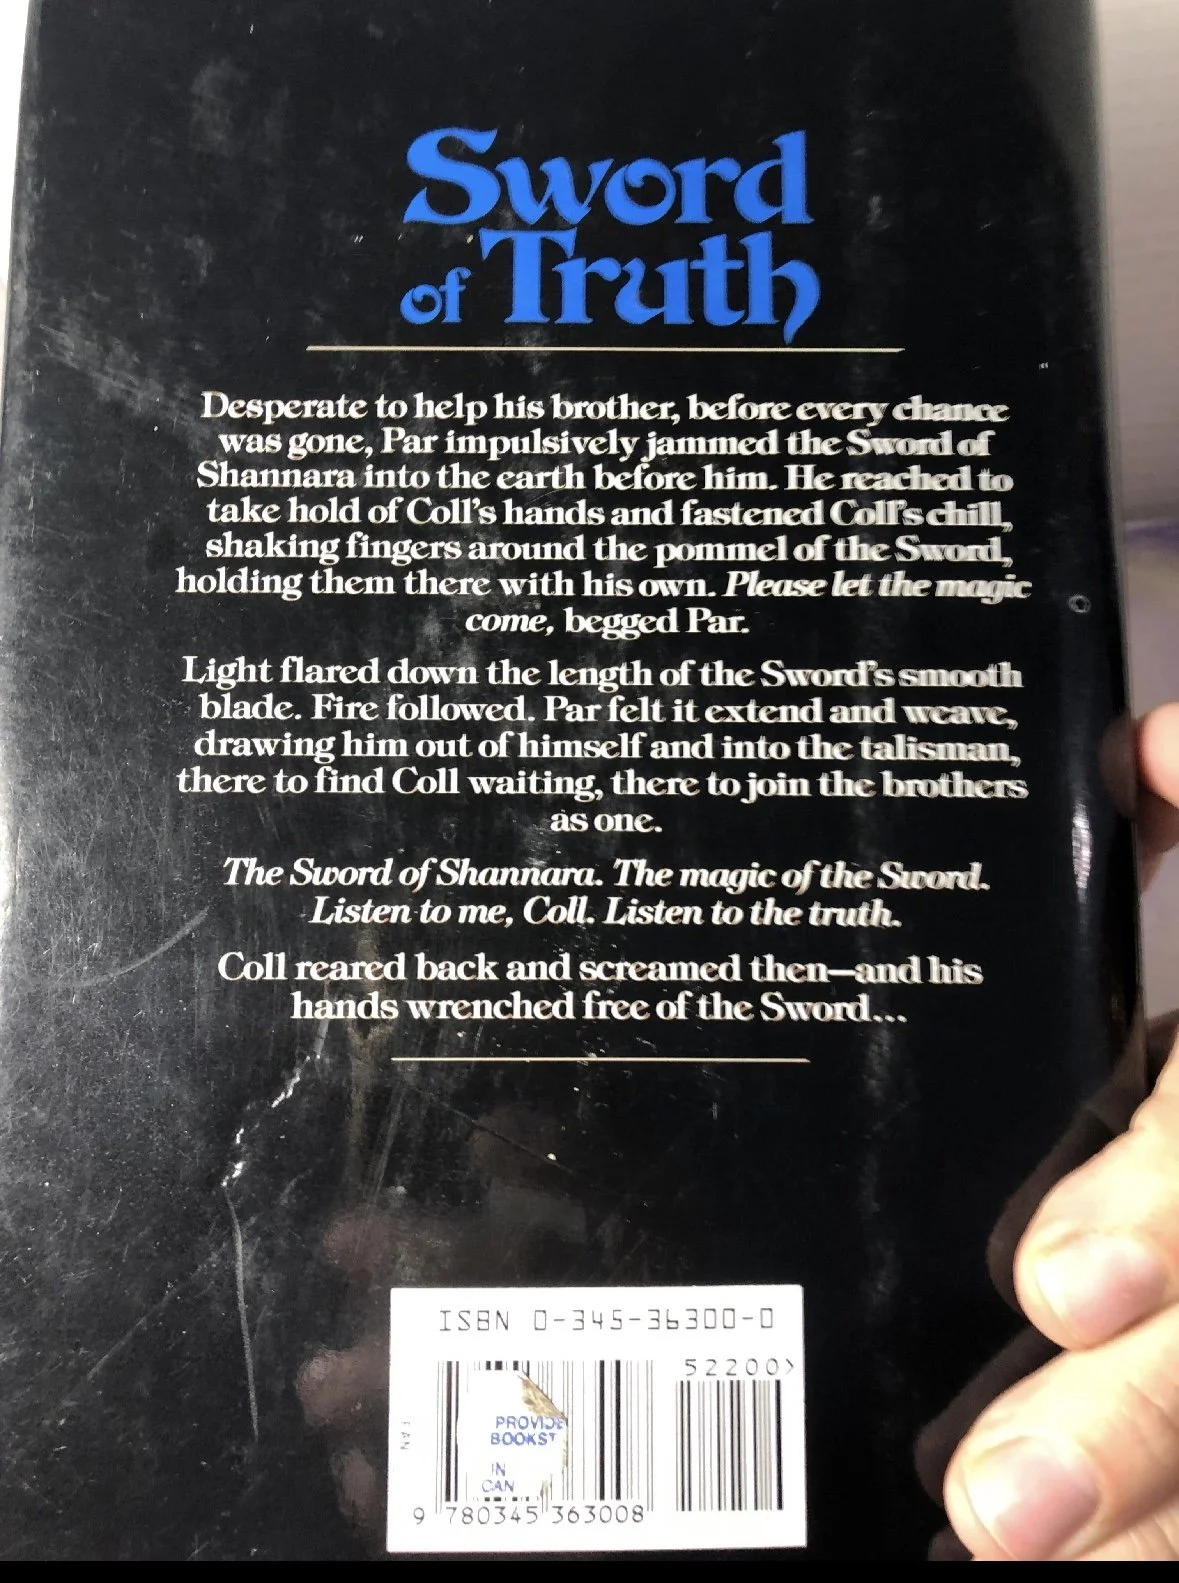 Sword
of Truth
Desperate to help his brother, before every chance
was gone, Par impulsively jammed the Sword of
Shannara into the earth before him. He reached to
take hold of Coll's hands and fastened Coll's chill,
shaking fingers around the pommel of the Sword,
holding them there with his own. Please let the magic
come, begged Par.
Light flared down the length of the Sword's smooth
blade. Fire followed. Par felt it extend and weave,
drawing him out of himself and into the talisman,
there to find Coll waiting, there to join the brothers
as one.
The Sword of Shannara. The magic of the Sword.
Listen to me, Coll. Listen to the truth.
Coll reared back and screamed then—and his
hands wrenched free of the Sword...
ISBN 0-345-36300-0
52200>
EAN
BOOKST
IN
CAN
9 780345 363008